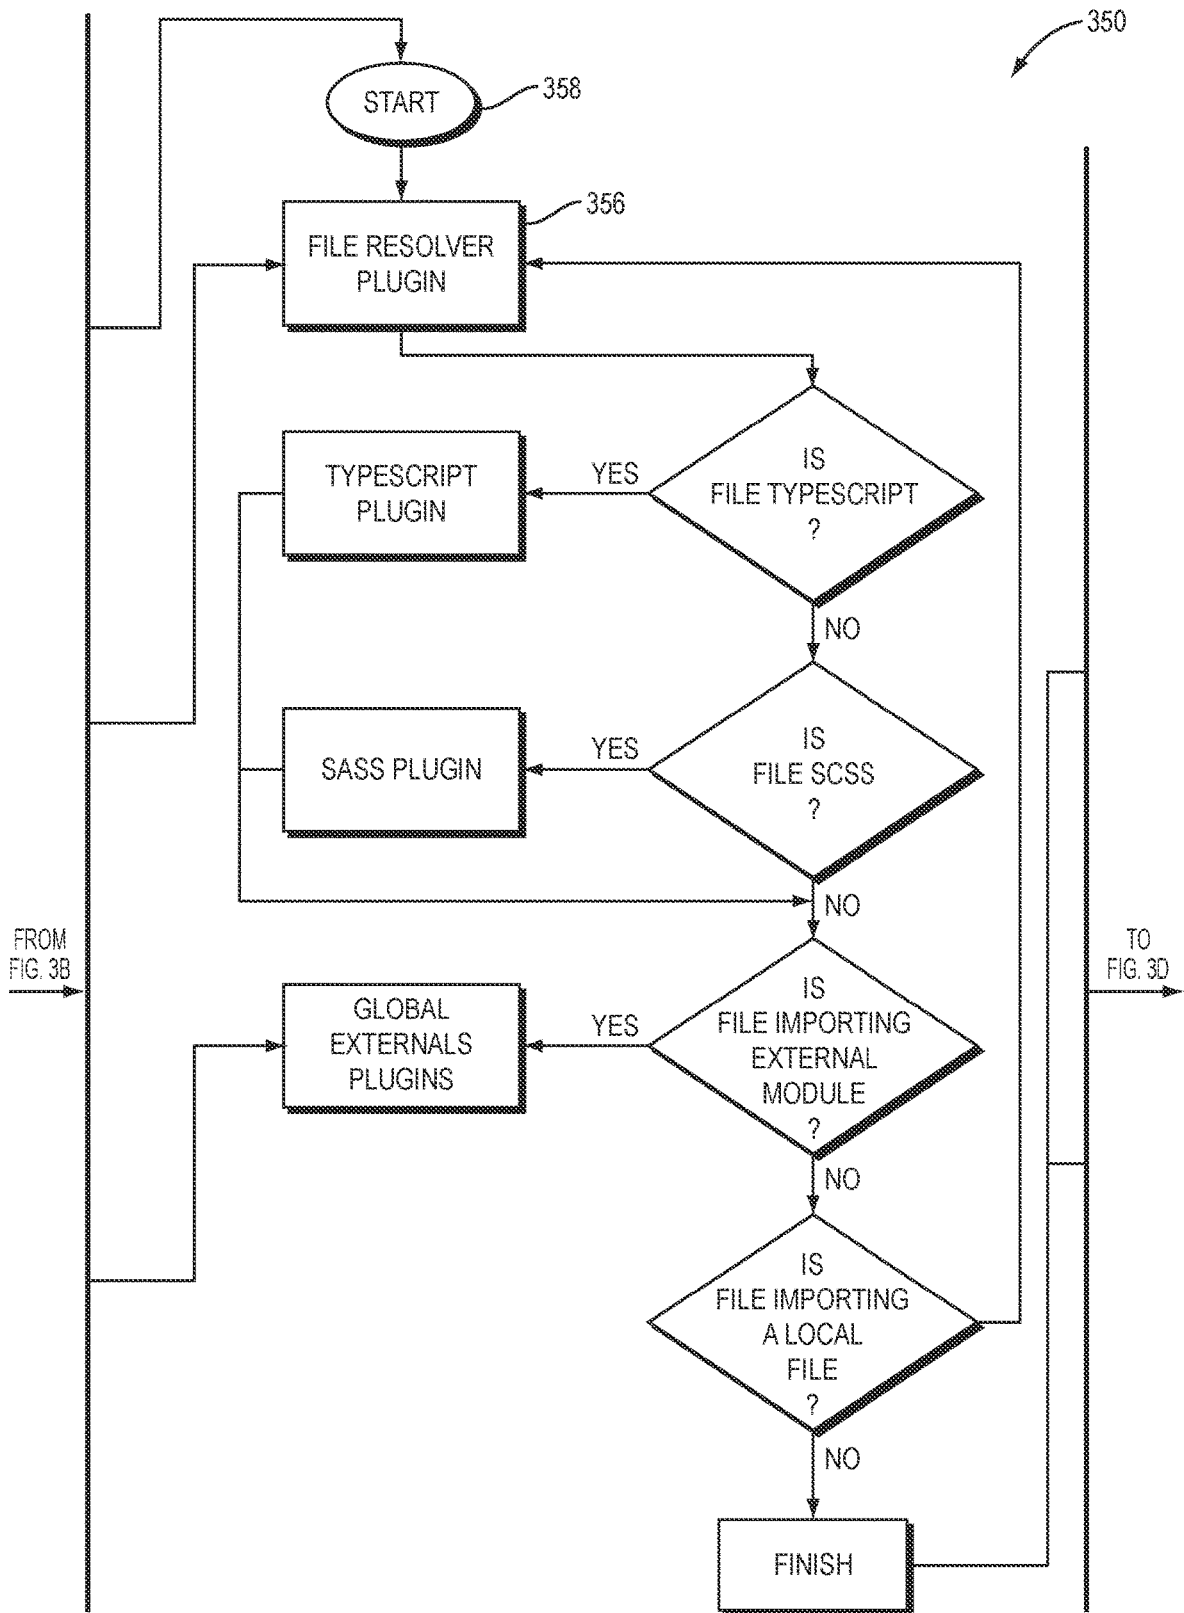 350
START
358
356
FILE RESOLVER
PLUGIN
TYPESCRIPT
PLUGIN
YES
IS
FILE TYPESCRIPT
?
NO
SASS PLUGIN
YES
IS
FILE SCSS
?
NO
FROM
FIG. 3B
TO
FIG. 3D
GLOBAL
EXTERNALS
PLUGINS
YES
IS
FILE IMPORTING
EXTERNAL
MODULE
?
NO
IS
FILE IMPORTING
A LOCAL
FILE
?
NO
FINISH